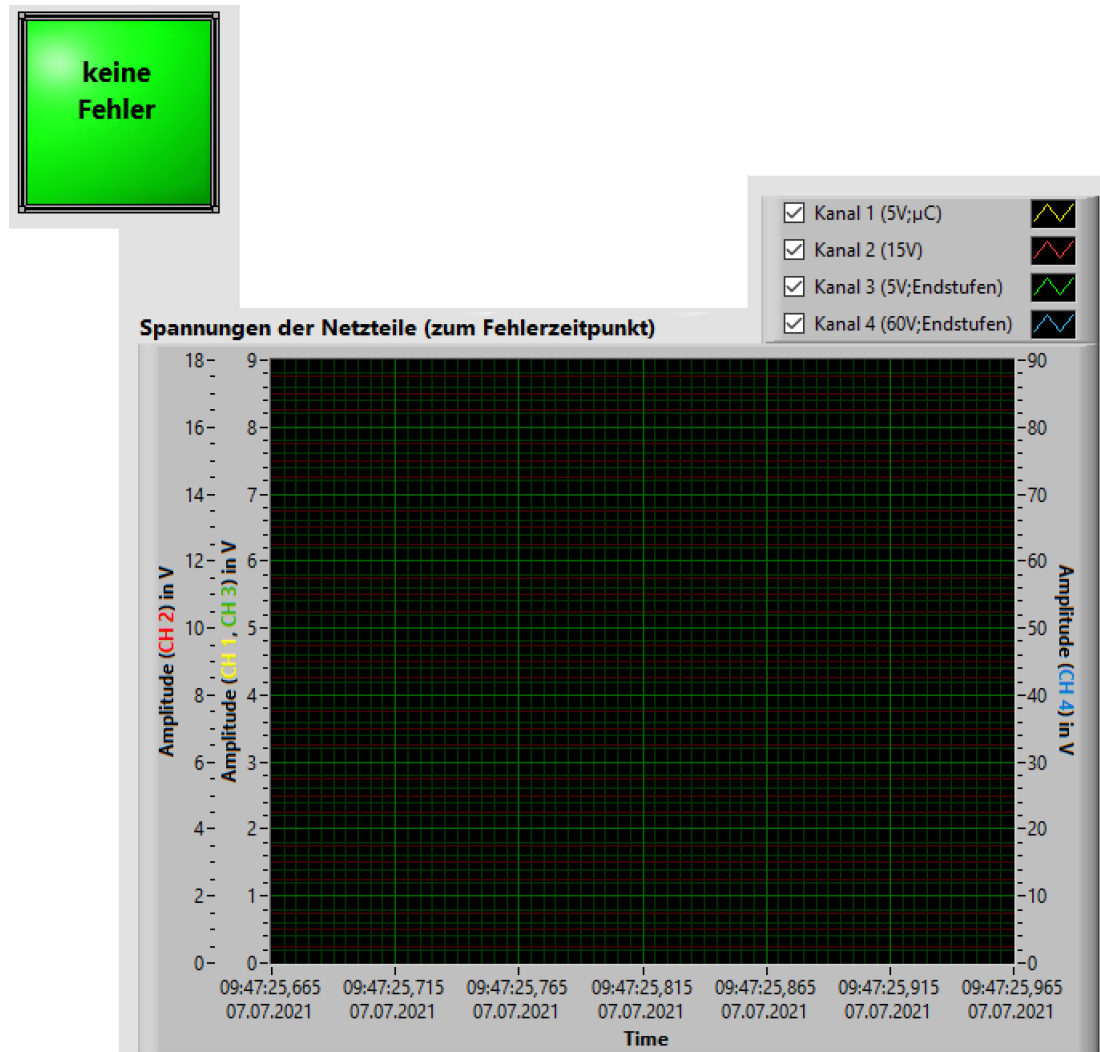 keine
Fehler
Kanal 1 (5V;µC)
Kanal 2 (15V)
Kanal 3 (5V;Endstufen)
Kanal 4 (60V;Endstufen)
Spannungen der Netzteile (zum Fehlerzeitpunkt)
Amplitude (CH 2) in V
18
16
14
12
10
8
6
4
2
0
Amplitude (CH 1, CH 3) in V
9
8
7
6
5
4
3
2
1
0
90
80
70
60
50
40
30
20
10
0
Amplitude (CH 4) in V
09:47:25,665 09:47:25,715 09:47:25,765 09:47:25,815 09:47:25,865 09:47:25,915 09:47:25,965
07.07.2021 07.07.2021 07.07.2021 07.07.2021 07.07.2021 07.07.2021 07.07.2021
Time